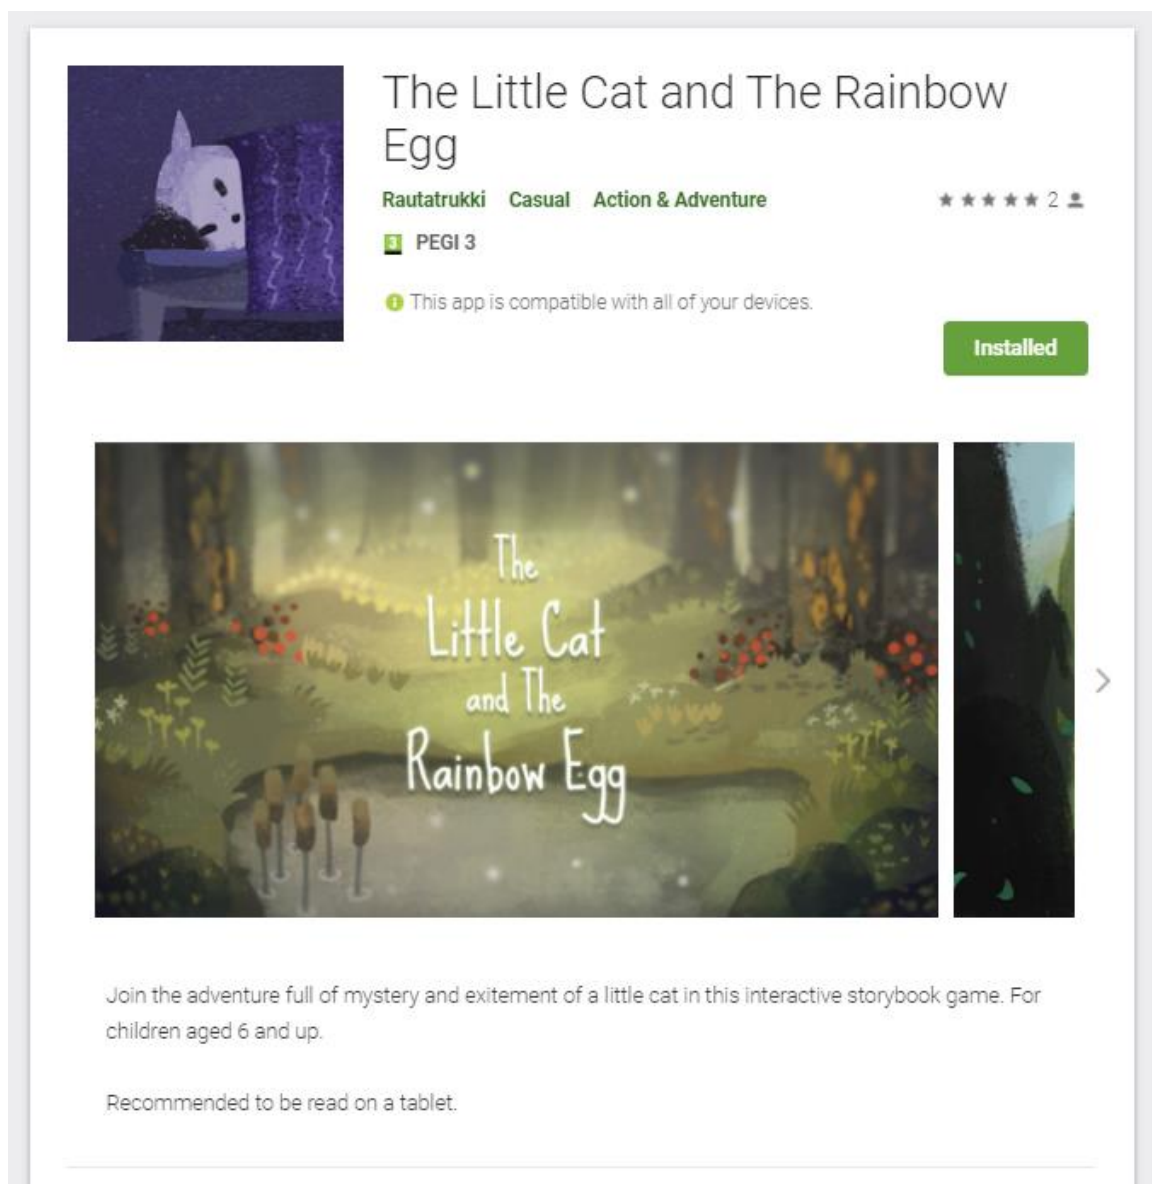 The Little Cat and The Rainbow
Egg
Rautatrukki Casual Action & Adventure
2
3 PEGI 3
This app is compatible with all of your devices.
Installed
The
Little Cat
and The
Rainbow Egg
Join the adventure full of mystery and exitement of a little cat in this interactive storybook game. For
children aged 6 and up.
Recommended to be read on a tablet.